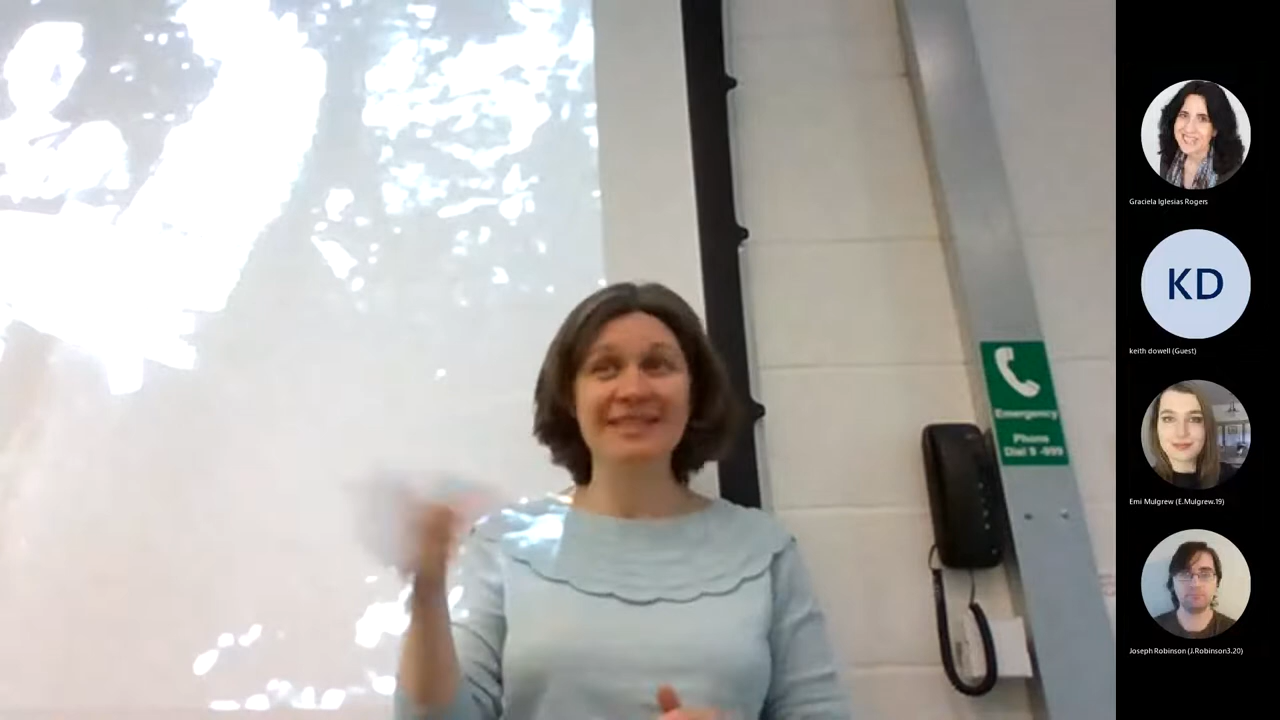 Graciela Iglesias Rogers
KD
keith dowell (Guest)
Emergency
Phone
Dial 9 -999
Emi Mulgrew (E.Mulgrew.19)
Joseph Robinson (J.Robinson3.20)